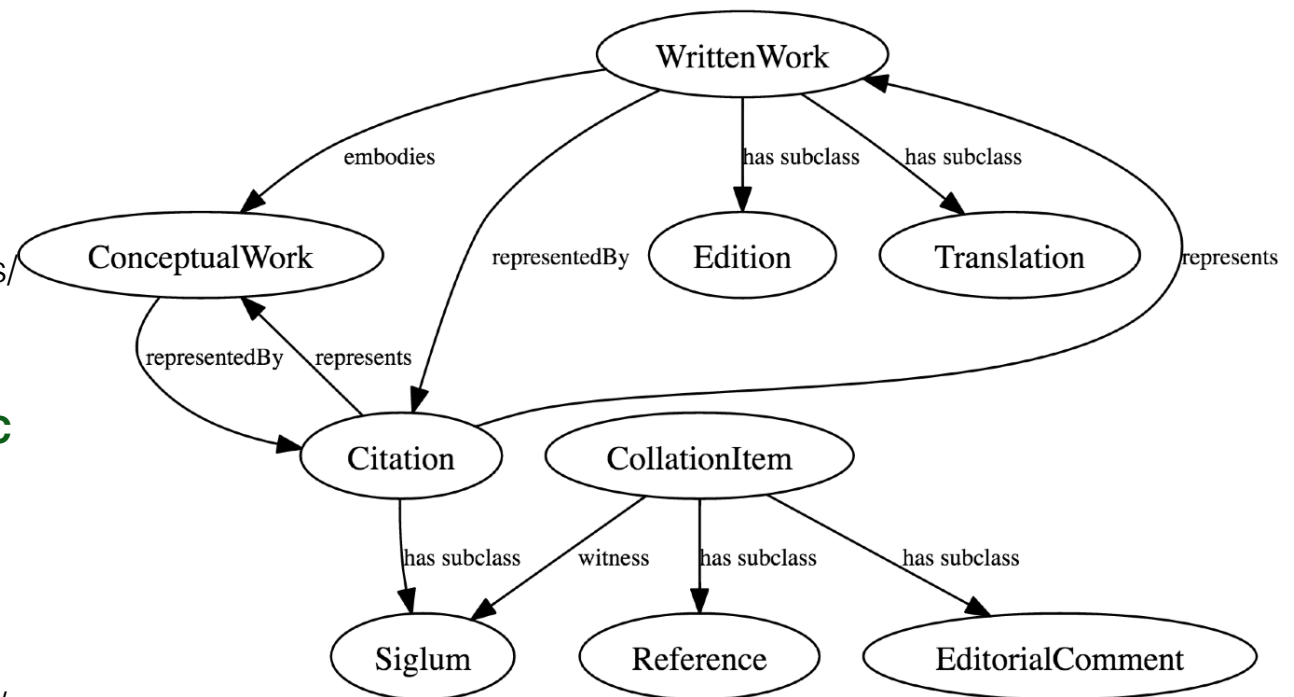 WrittenWork
embodies
has subclass
has subclass
s/
ConceptualWork
representedBy
Edition
Translation
represents
representedBy
represents
c
Citation
CollationItem
has subclass
witness
has subclass
has subclass
Siglum
Reference
EditorialComment